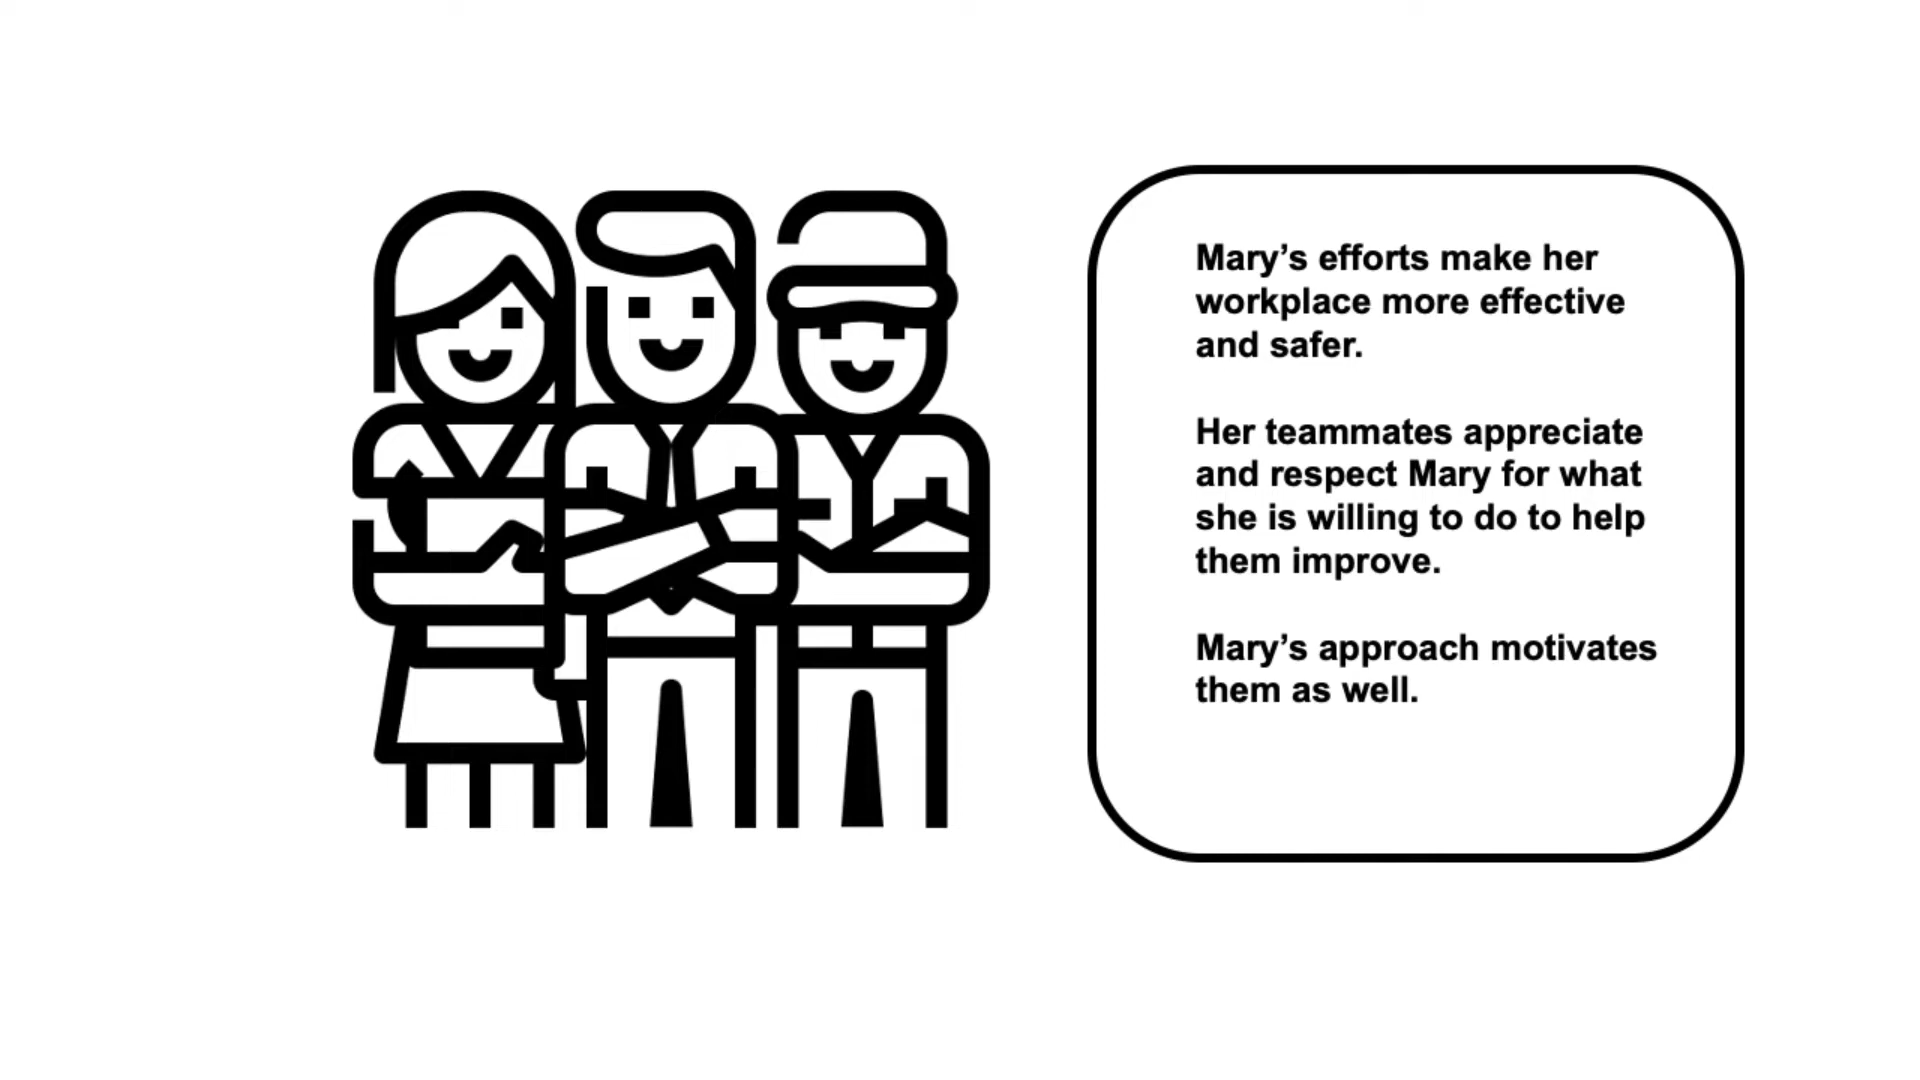 Mary’s efforts make her
workplace more effective
and safer.
Her teammates appreciate
and respect Mary for what
she is willing to do to help
them improve.
Mary’s approach motivates
them as well.